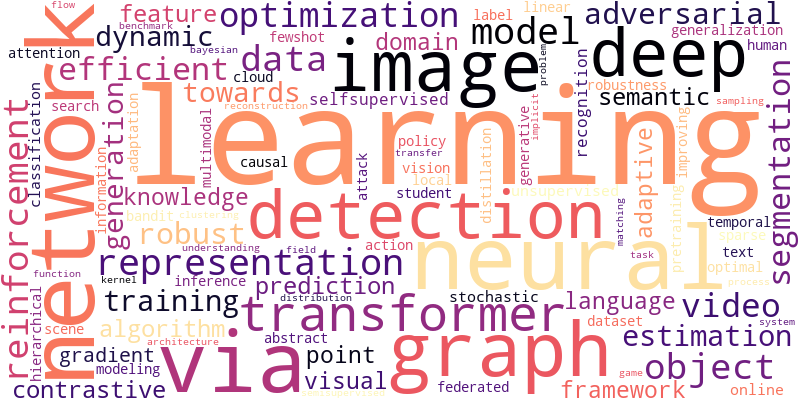 flow
benchmark
bayesian
attention
dynamic
feature
optimization
fewshot
label
linear
adversarial
generalization
human
efficient
data
domain
model
deep
image
cloud
problem
recognition
robustness
semantic
search
towards
selfsupervised
reconstruction
sampling
network
learning
reinforcement
classification
information
generation
adaptation
multimodal
causal
policy
transfer
vision
local
generative
implicit
student
attack
distillation
unsupervised
adaptive
improving
pretraining
segmentation
knowledge
bandit
clustering
robust
detection
neural
matching
temporal
text
sparse
optimal
task
process
understanding
field
action
representation
function
kernel
inference
prediction
distribution
stochastic
hierarchical
training
transformer
language
dataset
video
system
scene
algorithm
architecture
abstract
graph
estimation
gradient
modeling
via
point
visual
object
game
contrastive
federated
framework
online